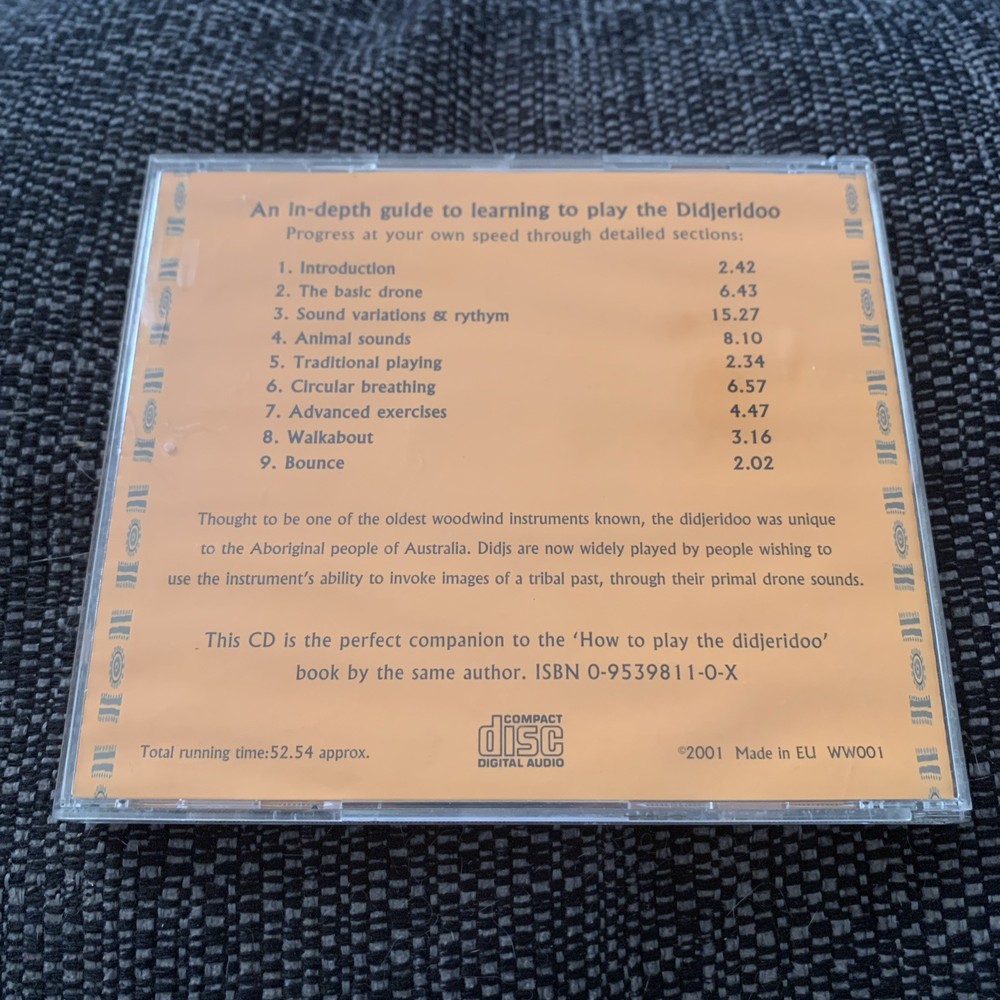 An in-depth guide to learning to play the Didjeridoo
Progress at your own speed through detailed sections:
1. Introduction 2.42
2. The basic drone 6.43
3. Sound variations & rythym 15.27
4. Animal sounds 8.10
5. Traditional playing 2.34
6. Circular breathing 6.57
7. Advanced exercises 4.47
8. Walkabout 3.16
9. Bounce 2.02
Thought to be one of the oldest woodwind instruments known, the didjeridoo was unique
to the Aboriginal people of Australia. Didjs are now widely played by people wishing to
use the instrument's ability to invoke images of a tribal past, through their primal drone sounds.
This CD is the perfect companion to the 'How to play the didjeridoo'
book by the same author. ISBN 0-9539811-0-X
COMPACT
disc
DIGITAL AUDIO
Total running time:52.54 approx.
©2001 Made in EU WW001